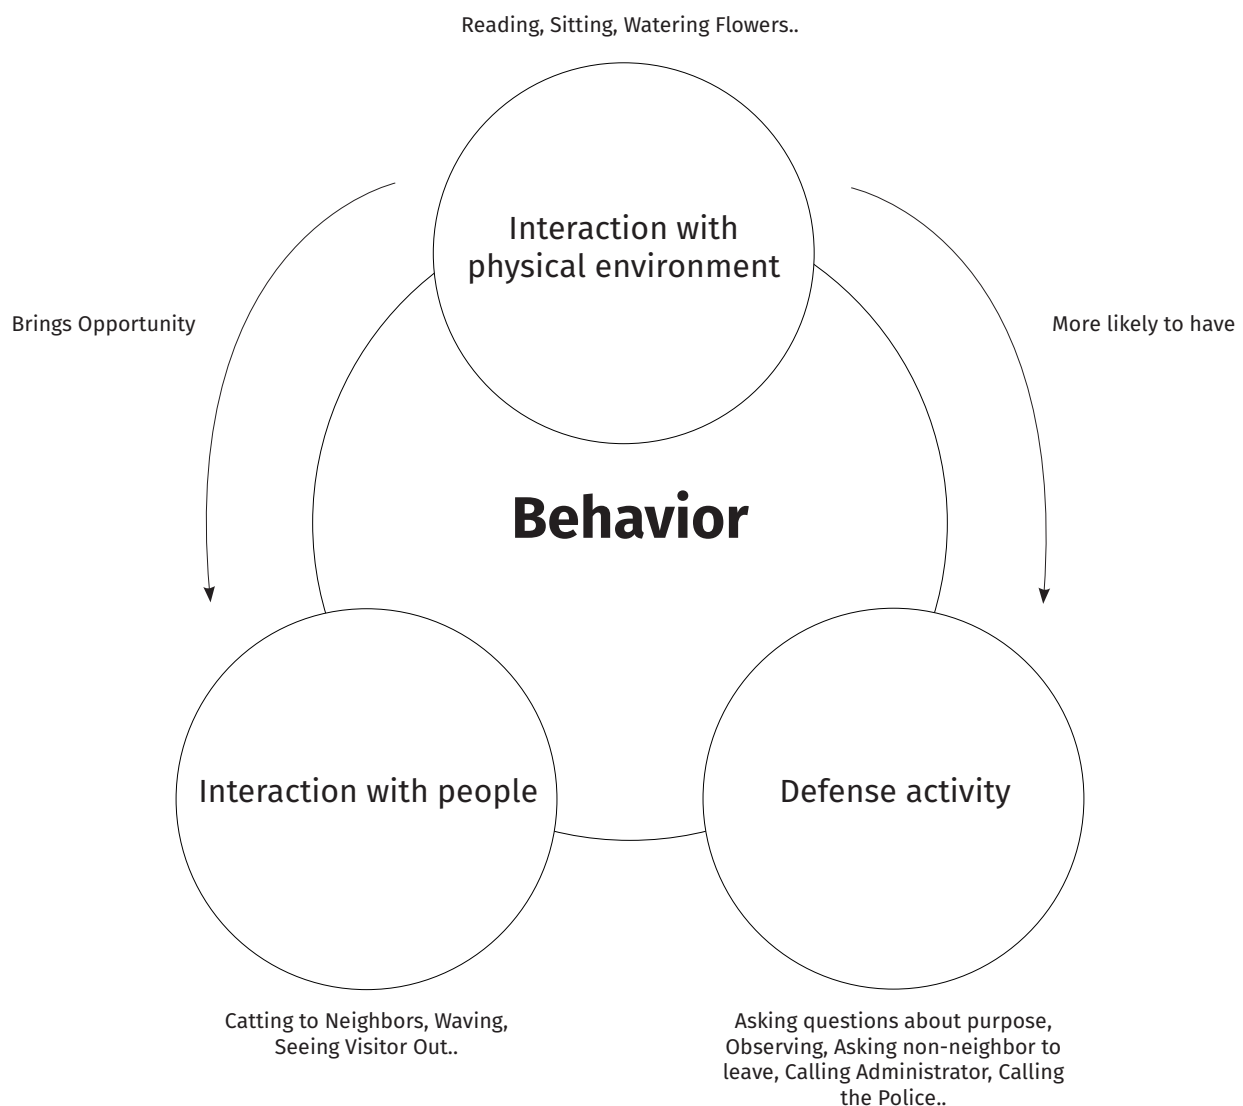 Reading, Sitting, Watering Flowers..
Interaction with
physical environment
Brings Opportunity
More likely to have
Behavior
Interaction with people
Defense activity
Catting to Neighbors, Waving,
Seeing Visitor Out..
Asking questions about purpose,
Observing, Asking non-neighbor to
leave, Calling Administrator, Calling
the Police..